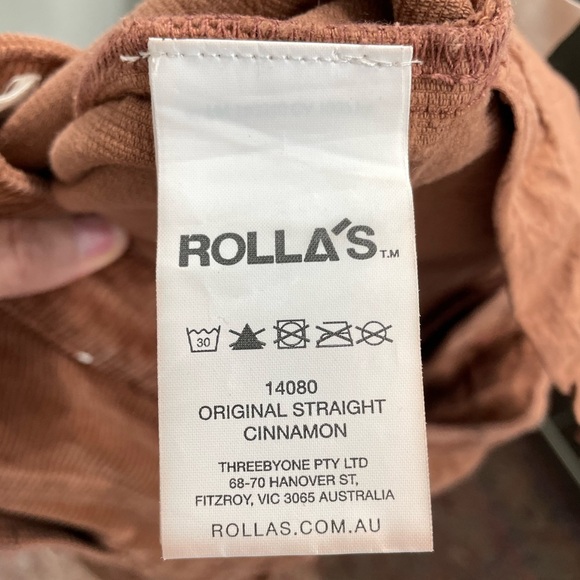 ROLLA'S T.M
30
14080
ORIGINAL STRAIGHT
CINNAMON
THREEBYONE PTY LTD
68-70 HANOVER ST,
FITZROY, VIC 3065 AUSTRALIA
ROLLAS.COM.AU